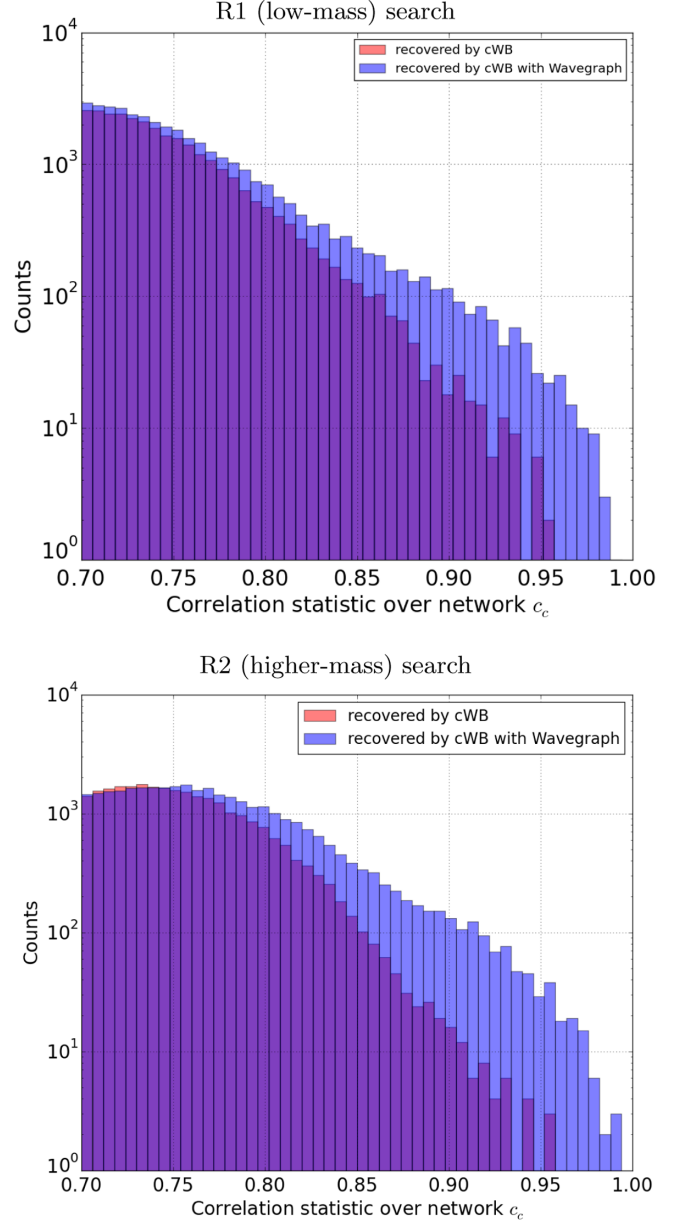 R1 (low-mass) search
recovered by cWB
recovered by cWB with Wavegraph
10^4
10^3
10^2
10^1
10^0
Counts
0.70 0.75 0.80 0.85 0.90 0.95 1.00
Correlation statistic over network c_c
R2 (higher-mass) search
recovered by cWB
recovered by cWB with Wavegraph
10^4
10^3
10^2
10^1
10^0
Counts
0.70 0.75 0.80 0.85 0.90 0.95 1.00
Correlation statistic over network c_c